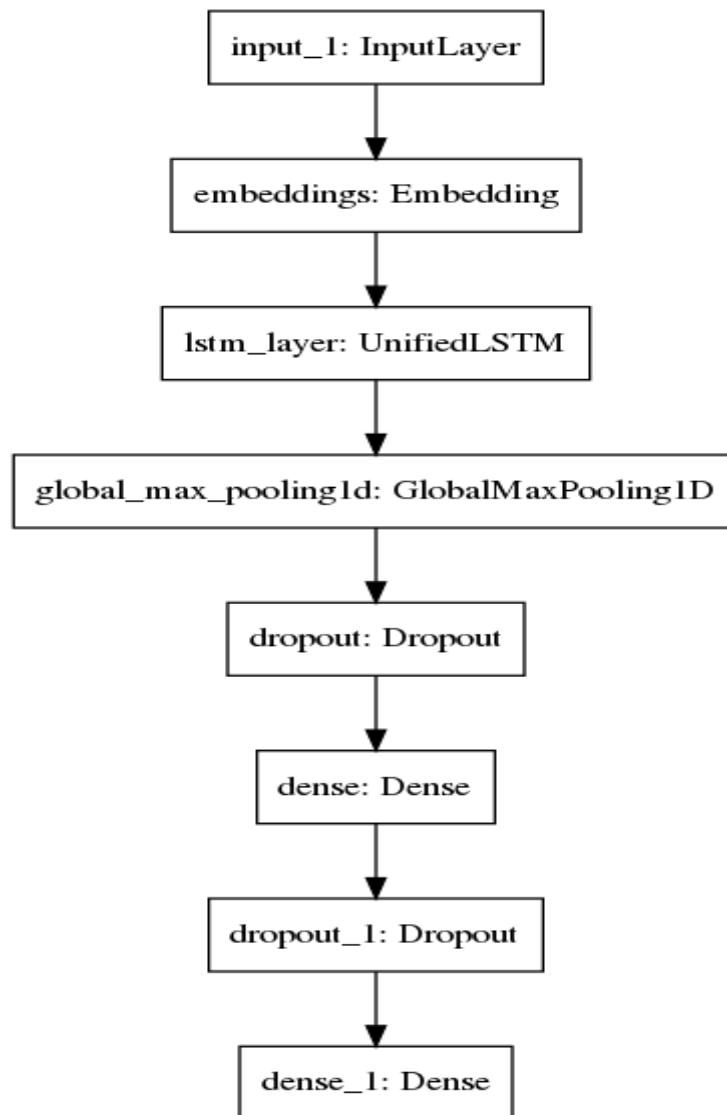 input_1: InputLayer
embeddings: Embedding
lstm_layer: UnifiedLSTM
global_max_pooling1d: GlobalMaxPooling1D
dropout: Dropout
dense: Dense
dropout_1: Dropout
dense_1: Dense